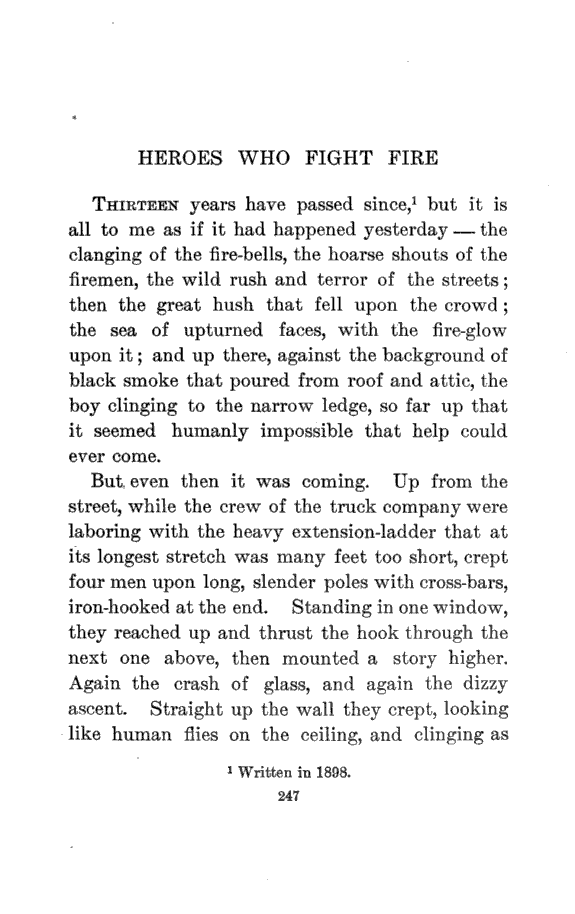 HEROES WHO FIGHT FIRE
THIRTEEN years have passed since,¹ but it is
all to me as if it had happened yesterday — the
clanging of the fire-bells, the hoarse shouts of the
firemen, the wild rush and terror of the streets;
then the great hush that fell upon the crowd;
the sea of upturned faces, with the fire-glow
upon it; and up there, against the background of
black smoke that poured from roof and attic, the
boy clinging to the narrow ledge, so far up that
it seemed humanly impossible that help could
ever come.
But even then it was coming. Up from the
street, while the crew of the truck company were
laboring with the heavy extension-ladder that at
its longest stretch was many feet too short, crept
four men upon long, slender poles with cross-bars,
iron-hooked at the end. Standing in one window,
they reached up and thrust the hook through the
next one above, then mounted a story higher.
Again the crash of glass, and again the dizzy
ascent. Straight up the wall they crept, looking
like human flies on the ceiling, and clinging as
¹ Written in 1898.
247